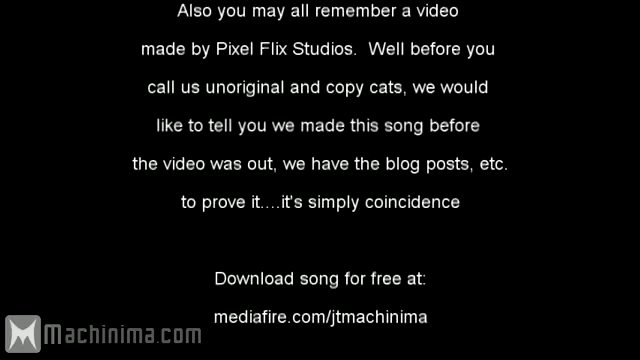 Also you may all remember a video
made by Pixel Flix Studios. Well before you
call us unoriginal and copy cats, we would
like to tell you we made this song before
the video was out, we have the blog posts, etc.
to prove it....it's simply coincidence
Download song for free at:
mediafire.com/jtmachinima
Machinima.com